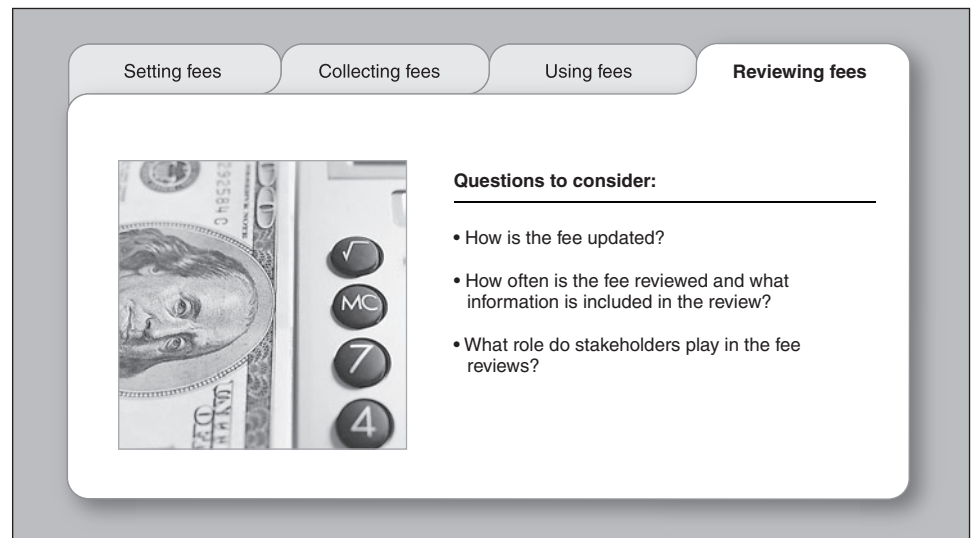 Setting fees
Collecting fees
Using fees
Reviewing fees
Questions to consider:
• How is the fee updated?
• How often is the fee reviewed and what
information is included in the review?
• What role do stakeholders play in the fee
reviews?
292584 C
√
MC
7
4